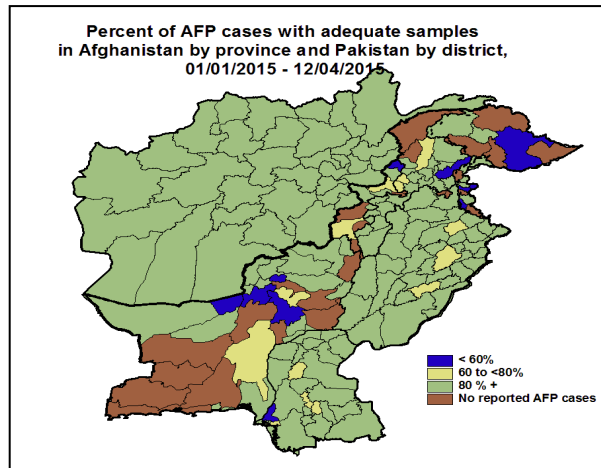 Percent of AFP cases with adequate samples
in Afghanistan by province and Pakistan by district,
01/01/2015 - 12/04/2015
< 60%
60 to <80%
80 % +
No reported AFP cases